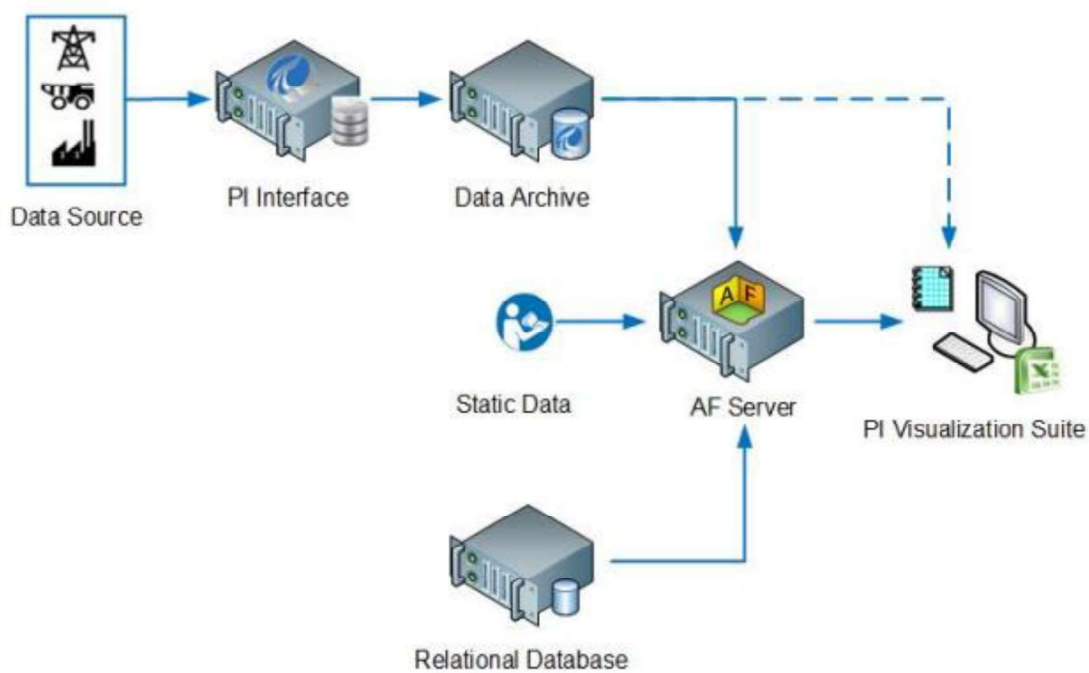 Data Source
PI Interface
Data Archive
A F
Static Data
AF Server
PI Visualization Suite
Relational Database